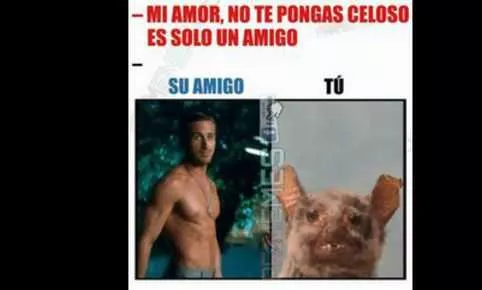 – MI AMOR, NO TE PONGAS CELOSO
ES SOLO UN AMIGO
–
SU AMIGO
TÚ